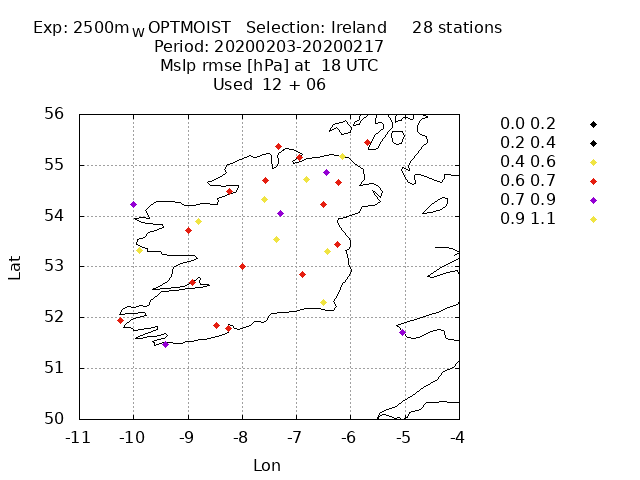 Exp: 2500m_W OPTMOIST Selection: Ireland 28 stations
Period: 20200203-20200217
Mslp rmse [hPa] at 18 UTC
Used 12 + 06
56
55
54
53
52
51
50
Lat
-11 -10 -9 -8 -7 -6 -5 -4
Lon
0.0 0.2
0.2 0.4
0.4 0.6
0.6 0.7
0.7 0.9
0.9 1.1